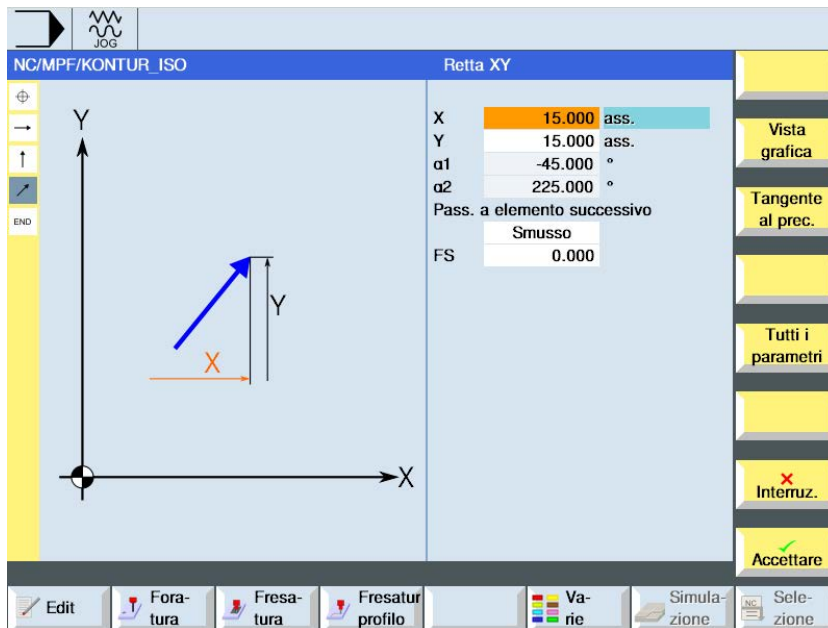 JOG
NC/MPF/KONTUR_ISO
Retta XY
END
Y
X
Y
X
X 15.000 ass.
Y 15.000 ass.
α1 -45.000 °
α2 225.000 °
Pass. a elemento successivo
Smusso
FS 0.000
Vista
grafica
Tangente
al prec.
Tutti i
parametri
Interruz.
Accettare
Edit
Fora-
tura
Fresa-
tura
Fresatur
profilo
Va-
rie
Simula-
zione
NC
Sele-
zione